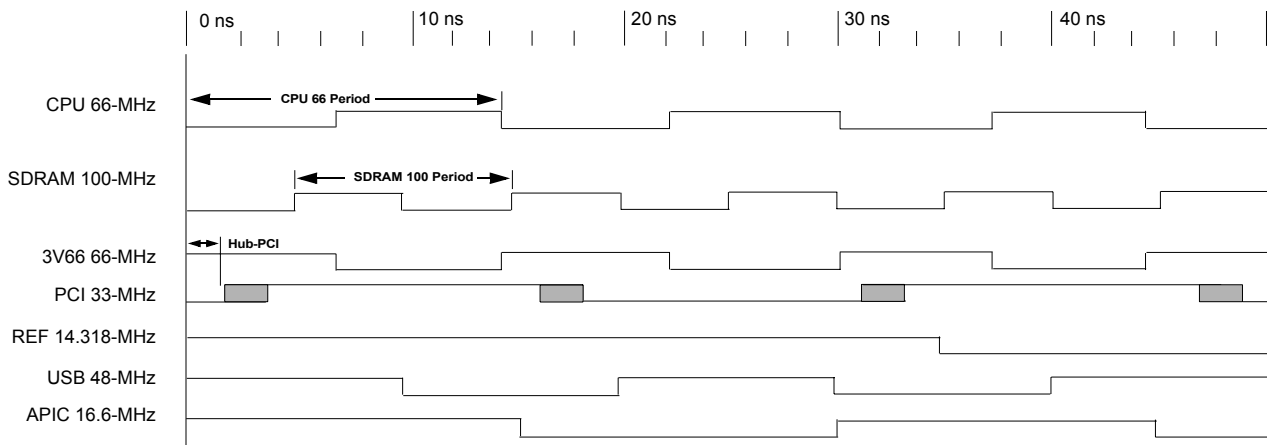 0 ns
10 ns
20 ns
30 ns
40 ns
CPU 66-MHz
CPU 66 Period
SDRAM 100-MHz
SDRAM 100 Period
Hub-PCI
3V66 66-MHz
PCI 33-MHz
REF 14.318-MHz
USB 48-MHz
APIC 16.6-MHz